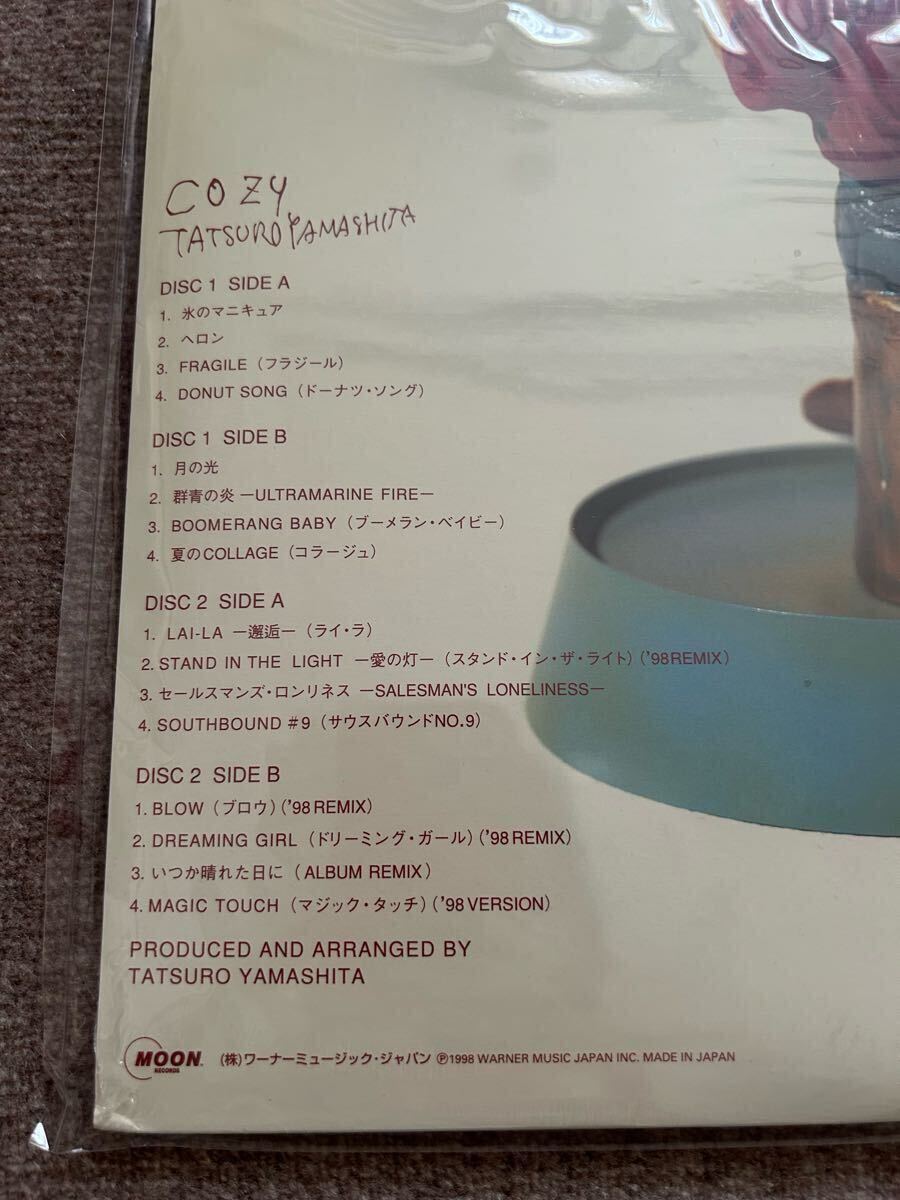 COZY
TATSURO YAMASHITA
DISC 1 SIDE A
1. 氷のマニキュア
2. ヘロン
3. FRAGILE（フラジール）
4. DONUT SONG（ドーナツ・ソング）
DISC 1 SIDE B
1. 月の光
2. 群青の炎 —ULTRAMARINE FIRE—
3. BOOMERANG BABY（ブーメラン・ベイビー）
4. 夏のCOLLAGE（コラージュ）
DISC 2 SIDE A
1. LAI-LA —邂逅—（ライ・ラ）
2. STAND IN THE LIGHT —愛の灯—（スタンド・イン・ザ・ライト）（'98 REMIX）
3. セールスマンズ・ロンリネス —SALESMAN'S LONELINESS—
4. SOUTHBOUND #9（サウスバウンドNO.9）
DISC 2 SIDE B
1. BLOW（ブロウ）（'98 REMIX）
2. DREAMING GIRL（ドリーミング・ガール）（'98 REMIX）
3. いつか晴れた日に（ALBUM REMIX）
4. MAGIC TOUCH（マジック・タッチ）（'98 VERSION）
PRODUCED AND ARRANGED BY
TATSURO YAMASHITA
MOON RECORDS （株）ワーナーミュージック・ジャパン ℗1998 WARNER MUSIC JAPAN INC. MADE IN JAPAN